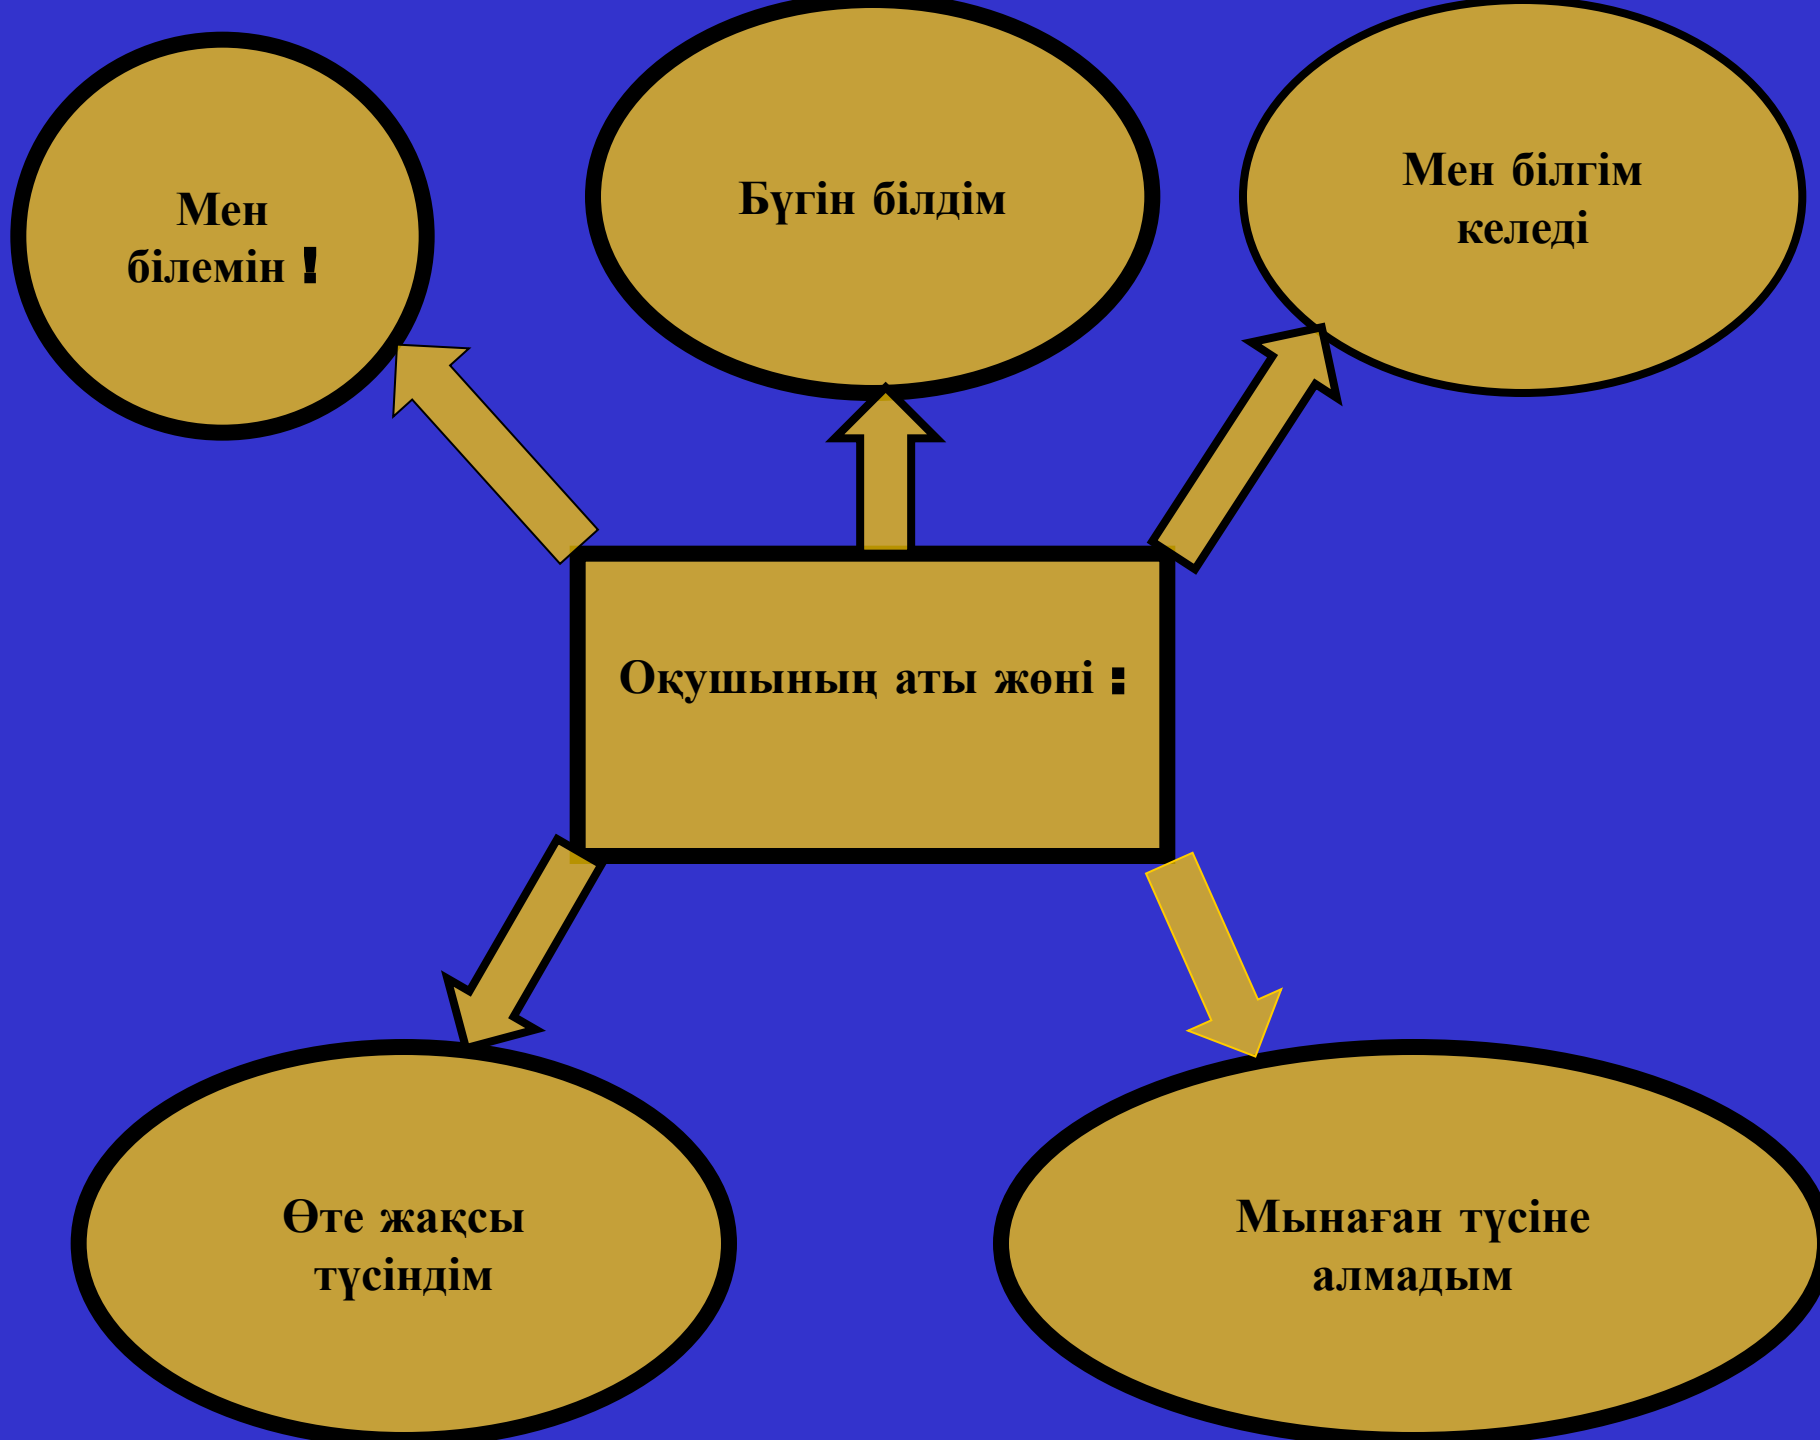 Мен
білемін !
Бүгін білдім
Мен білгім
келеді
Оқушының аты жөні :
Өте жақсы
түсіндім
Мынаған түсіне
алмадым